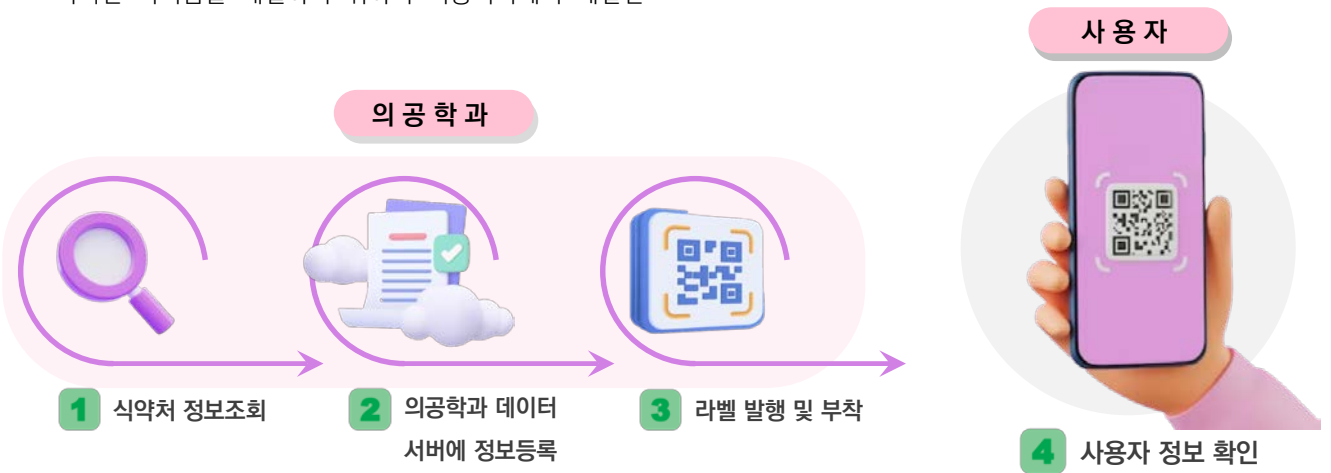 사용자
의공학과
1 식약처 정보조회
2 의공학과 데이터
서버에 정보등록
3 라벨 발행 및 부착
4 사용자 정보 확인